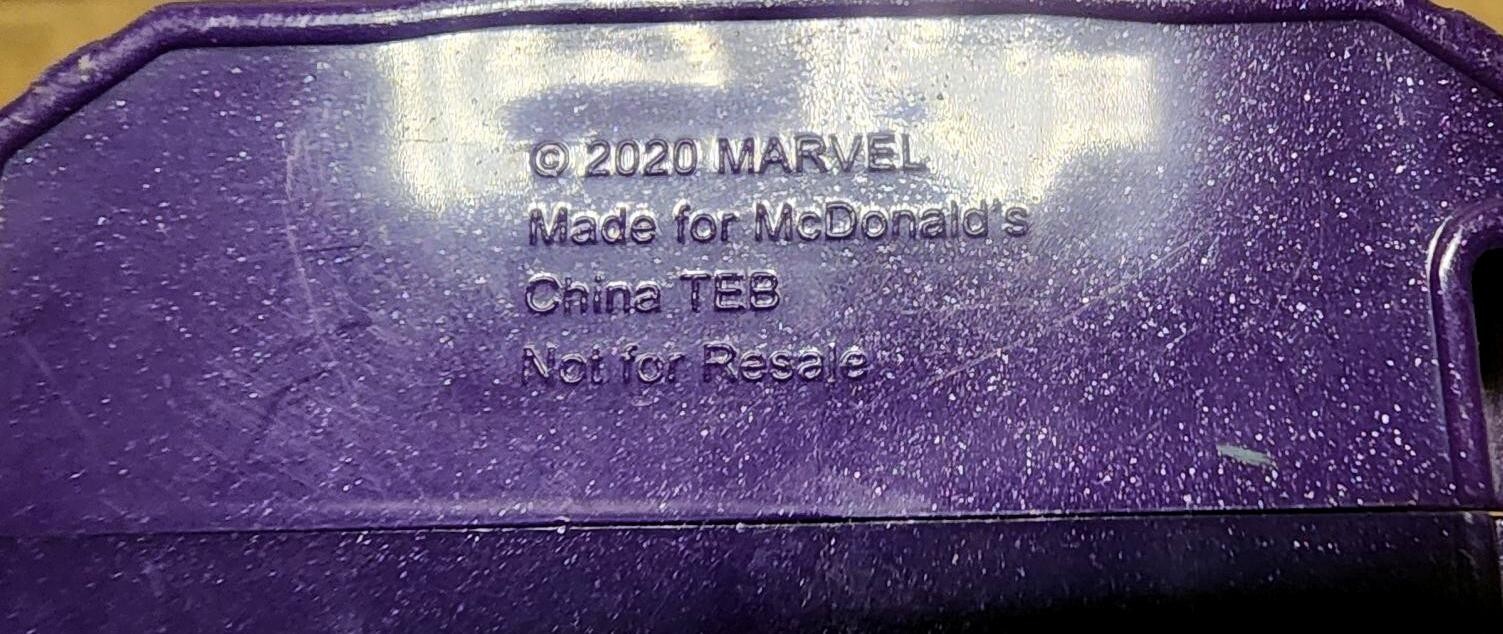 © 2020 MARVEL
Made for McDonald's
China TEB
Not for Resale